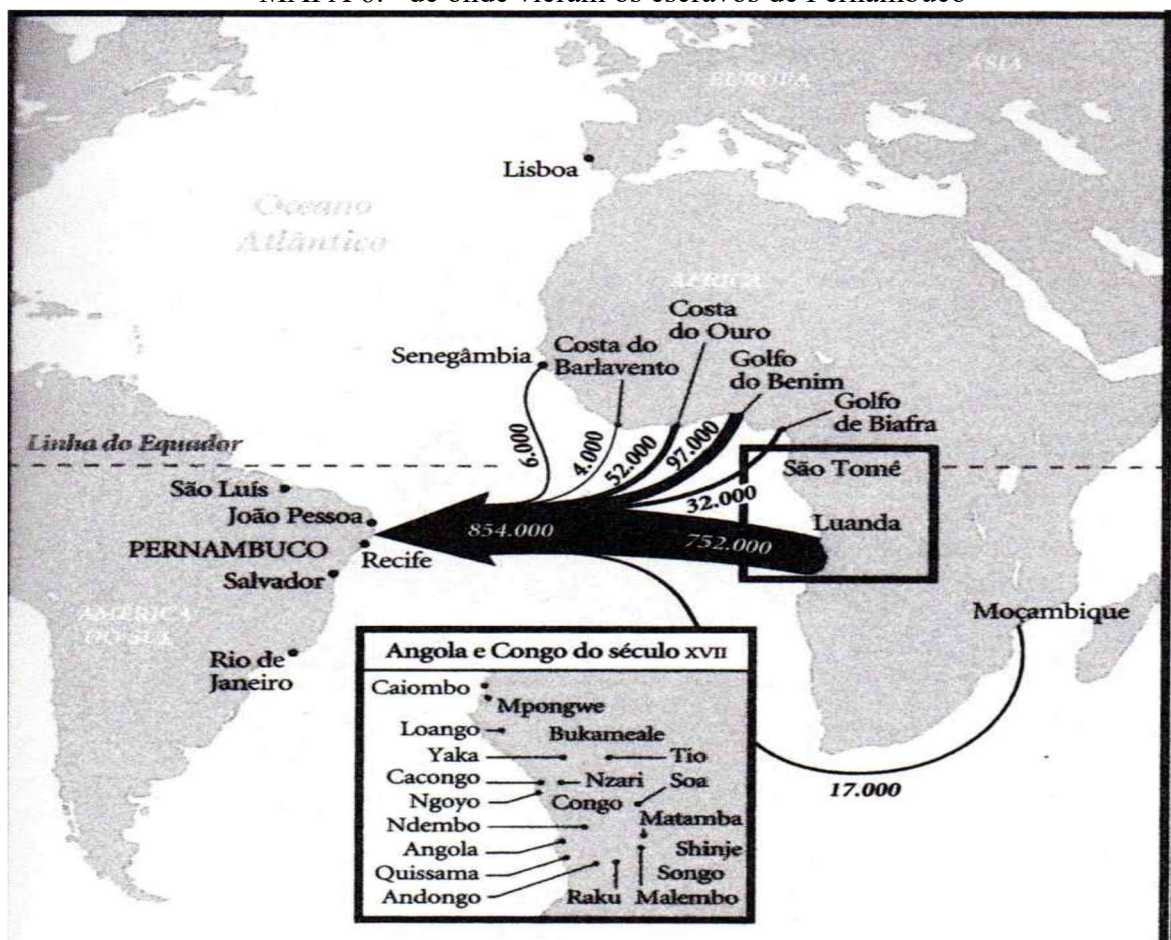 MAPA 6: - de onde vieram os escravos de Pernambuco
EUROPA
ÁSIA
Lisboa
Oceano
Atlântico
ÁFRICA
Costa
do Ouro
Senegâmbia
Costa do
Barlavento
Golfo
do Benim
Golfo
de Biafra
Linha do Equador
6.000
4.000
52.000
97.000
32.000
São Tomé
São Luís
João Pessoa
854.000
752.000
Luanda
PERNAMBUCO
Recife
Salvador
AMÉRICA
DO SUL
Moçambique
Rio de
Janeiro
Angola e Congo do século XVII
Caiombo
Mpongwe
Loango
Bukameale
Yaka
Tio
Cacongo
Nzari
Soa
Ngoyo
Congo
Matamba
Ndembo
Angola
Shinje
Quissama
Songo
Andongo
Raku
Malembo
17.000